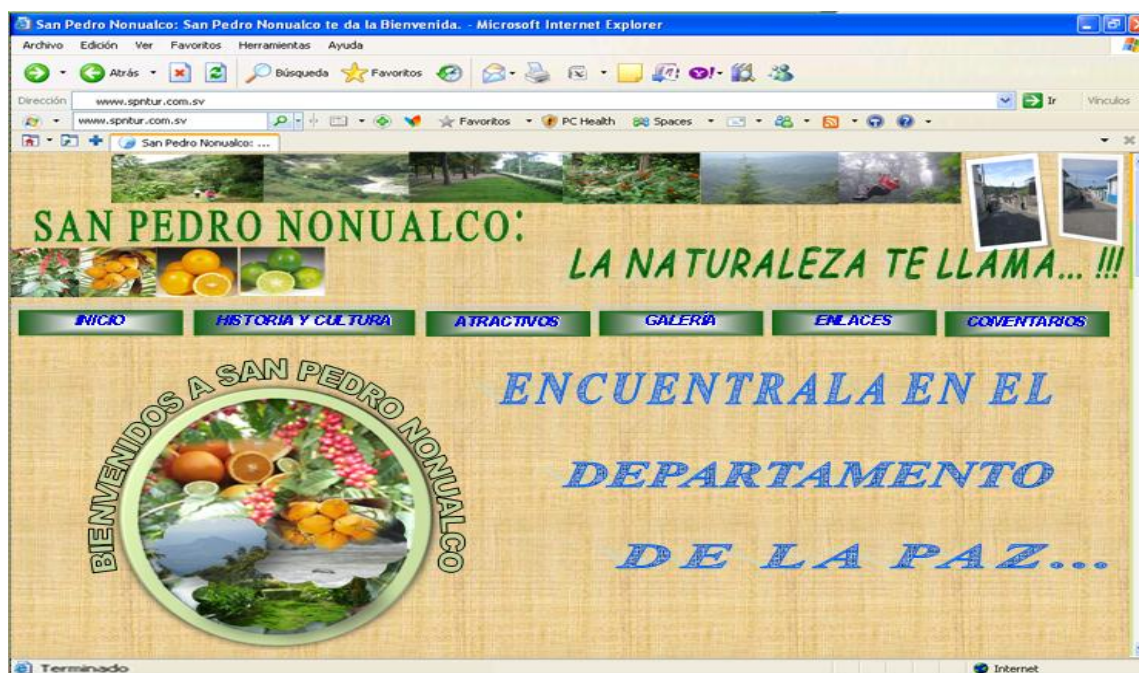 San Pedro Nonualco: San Pedro Nonualco te da la Bienvenida. - Microsoft Internet Explorer
Archivo Edición Ver Favoritos Herramientas Ayuda
Atrás Búsqueda Favoritos
Dirección www.spntur.com.sv Ir Vínculos
www.spntur.com.sv Favoritos PC Health Spaces
San Pedro Nonualco: ...
SAN PEDRO NONUALCO:
LA NATURALEZA TE LLAMA... !!!
INICIO HISTORIA Y CULTURA ATRACTIVOS GALERÍA ENLACES COMENTARIOS
BIENVENIDOS A SAN PEDRO NONUALCO
ENCUENTRALA EN EL
DEPARTAMENTO
DE LA PAZ...
Terminado Internet